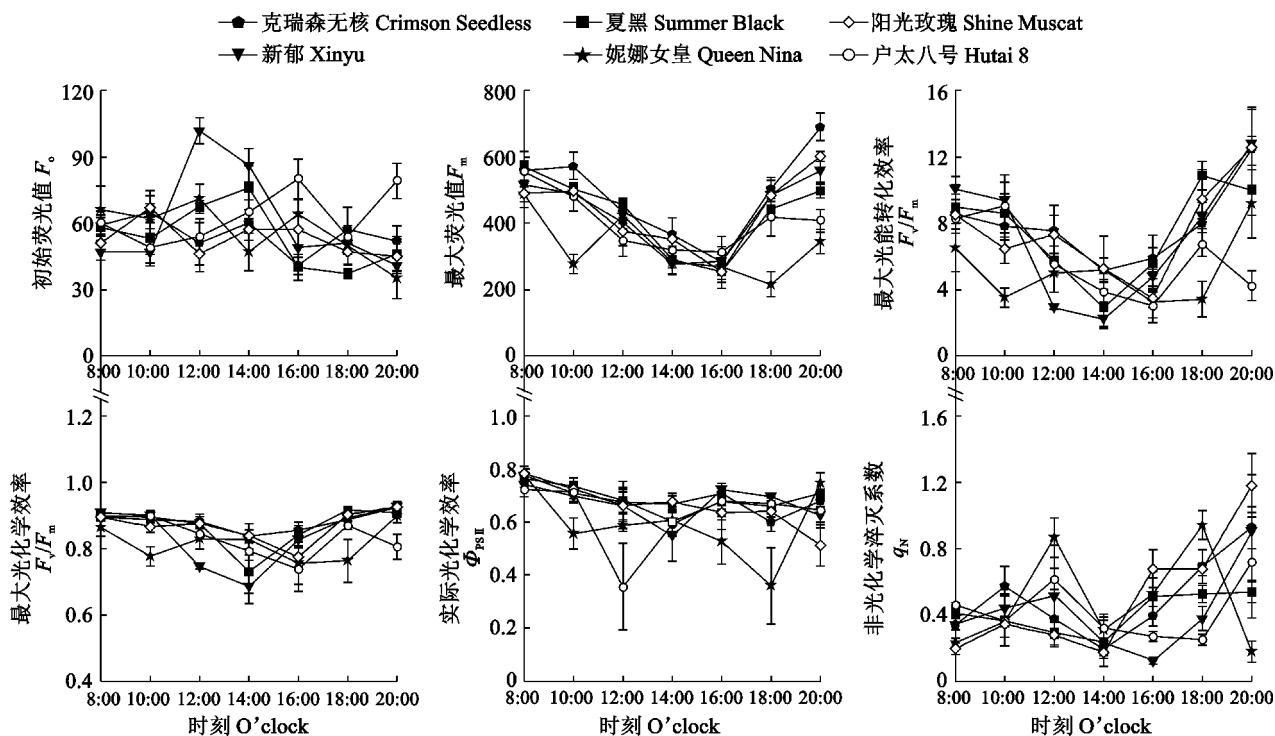 克瑞森无核 Crimson Seedless 夏黑 Summer Black 阳光玫瑰 Shine Muscat
新郁 Xinyu 妮娜女皇 Queen Nina 户太八号 Hutai 8
初始荧光值 Fo
120
90
60
30
0
8:00 10:00 12:00 14:00 16:00 18:00 20:00
最大荧光值Fm
800
600
400
200
0
8:00 10:00 12:00 14:00 16:00 18:00 20:00
最大光能转化效率
Fv/Fm
16
12
8
4
0
8:00 10:00 12:00 14:00 16:00 18:00 20:00
最大光化学效率
Fv/Fm
1.2
1.0
0.8
0.6
0.4
8:00 10:00 12:00 14:00 16:00 18:00 20:00
时刻 O'clock
实际光化学效率
ΦPSⅡ
1.0
0.8
0.6
0.4
0.2
0
8:00 10:00 12:00 14:00 16:00 18:00 20:00
时刻 O'clock
非光化学淬灭系数
qN
1.6
1.2
0.8
0.4
0
8:00 10:00 12:00 14:00 16:00 18:00 20:00
时刻 O'clock